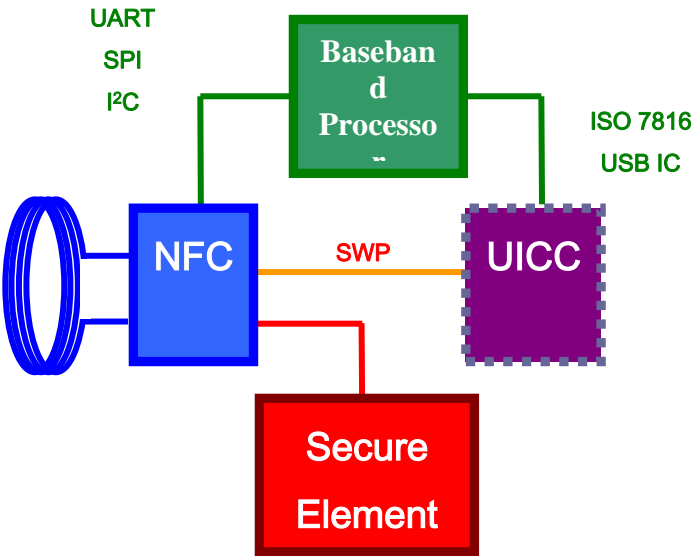 UART
SPI
I²C
Baseban
d
Processo
r
ISO 7816
USB IC
NFC
SWP
UICC
Secure
Element